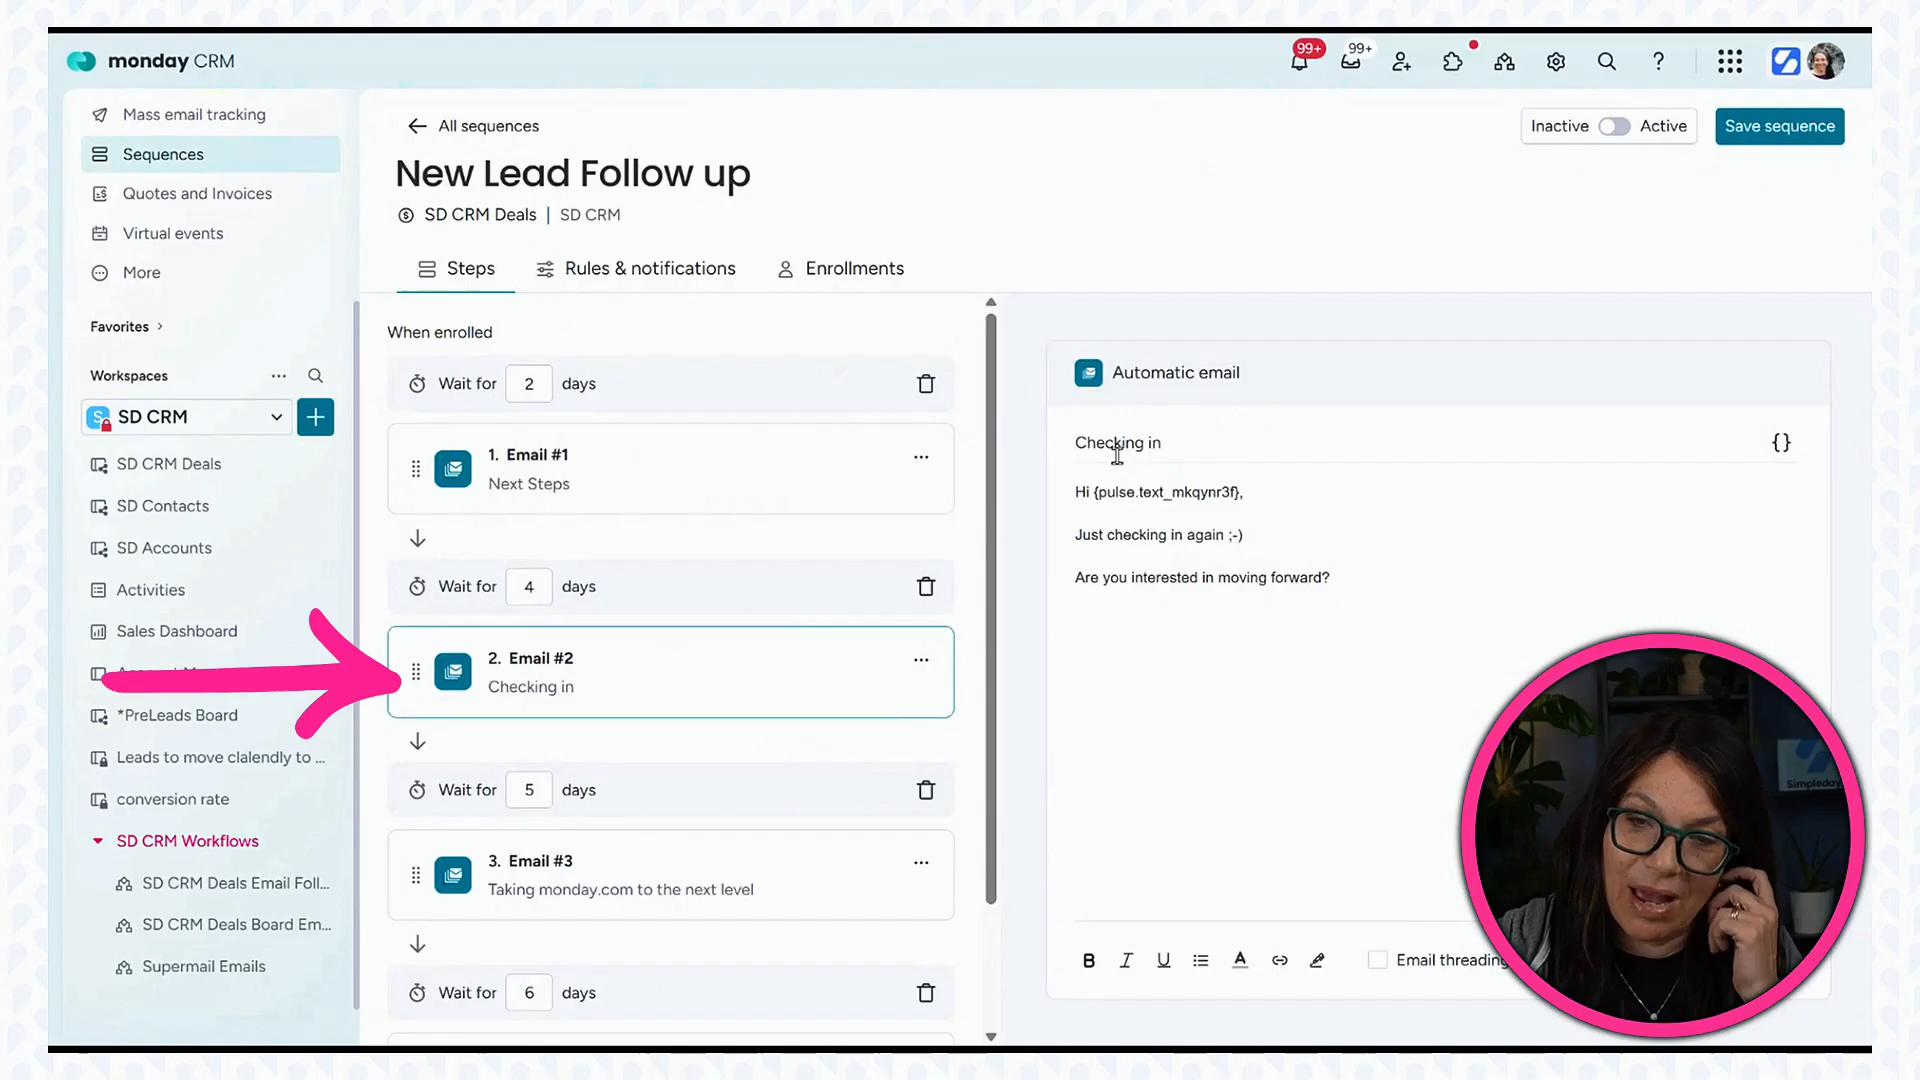 monday CRM
99+
99+
Mass email tracking
Sequences
Quotes and Invoices
Virtual events
More
Favorites
Workspaces
SD CRM
SD CRM Deals
SD Contacts
SD Accounts
Activities
Sales Dashboard
*PreLeads Board
Leads to move clalendly to ...
conversion rate
SD CRM Workflows
SD CRM Deals Email Foll...
SD CRM Deals Board Em...
Supermail Emails
All sequences
Inactive Active
Save sequence
New Lead Follow up
SD CRM Deals | SD CRM
Steps
Rules & notifications
Enrollments
When enrolled
Wait for 2 days
1. Email #1
Next Steps
Wait for 4 days
2. Email #2
Checking in
Wait for 5 days
3. Email #3
Taking monday.com to the next level
Wait for 6 days
Automatic email
Checking in
{}
Hi {pulse.text_mkqynr3f},
Just checking in again ;-)
Are you interested in moving forward?
B I U A
Email threading
Simpleday